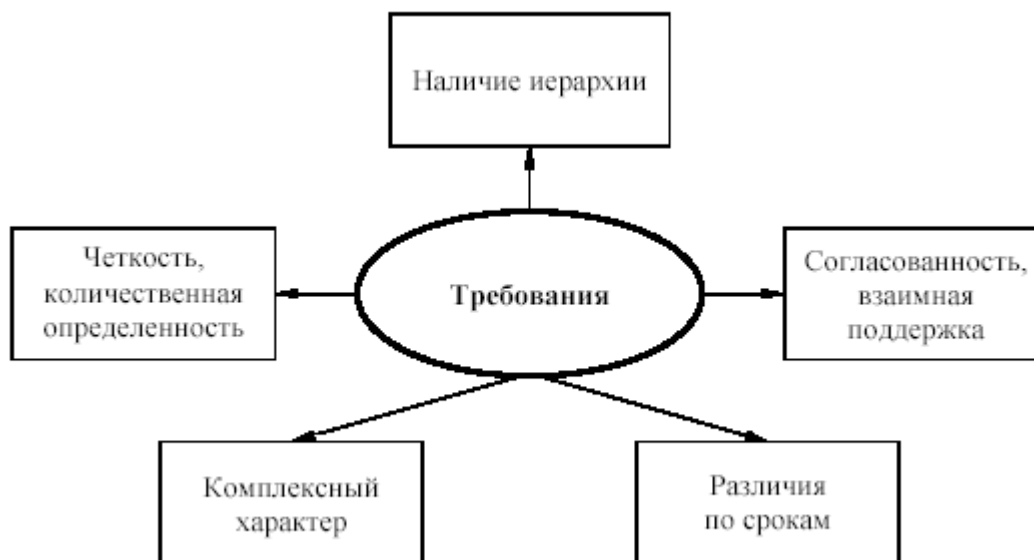 Наличие иерархии
Четкость,
количественная
определенность
Требования
Согласованность,
взаимная
поддержка
Комплексный
характер
Различия
по срокам